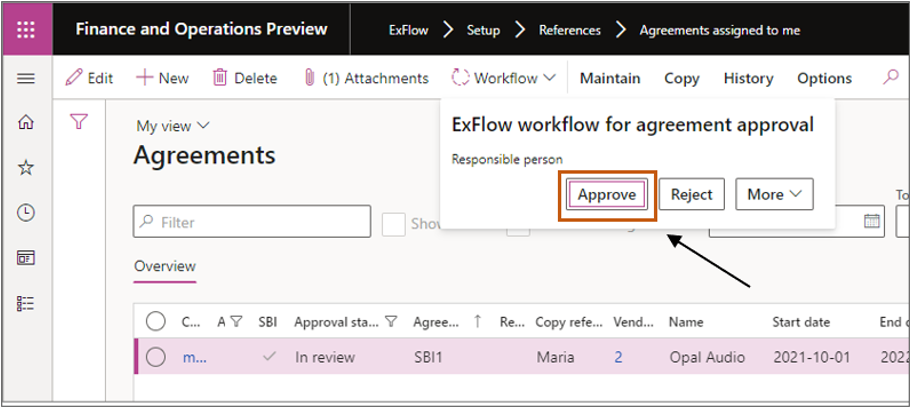 Finance and Operations Preview ExFlow Setup References Agreements assigned to me
Edit New Delete (1) Attachments Workflow Maintain Copy History Options
My view
ExFlow workflow for agreement approval
Agreements
Responsible person
Approve Reject More
Filter Show To
Overview
C... A SBI Approval sta... Agree... Re... Copy refe... Vend... Name Start date End
m... In review SBI1 Maria 2 Opal Audio 2021-10-01 2022